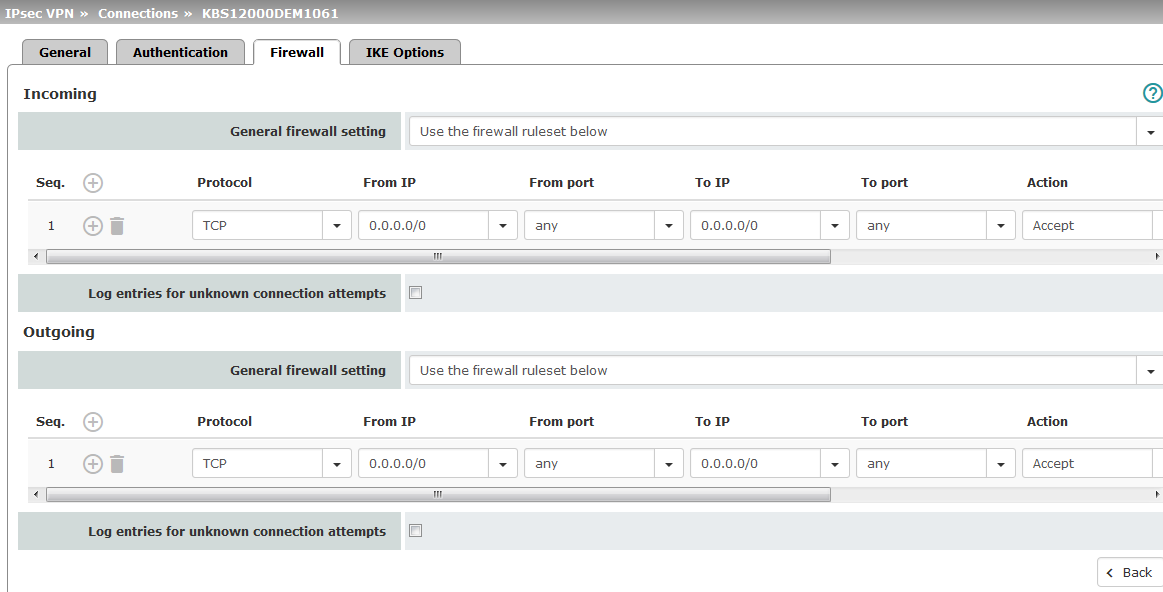 IPsec VPN » Connections » KBS12000DEM1061
General Authentication Firewall IKE Options
Incoming
?
General firewall setting Use the firewall ruleset below
Seq. Protocol From IP From port To IP To port Action
1 TCP 0.0.0.0/0 any 0.0.0.0/0 any Accept
Log entries for unknown connection attempts
Outgoing
General firewall setting Use the firewall ruleset below
Seq. Protocol From IP From port To IP To port Action
1 TCP 0.0.0.0/0 any 0.0.0.0/0 any Accept
Log entries for unknown connection attempts
< Back